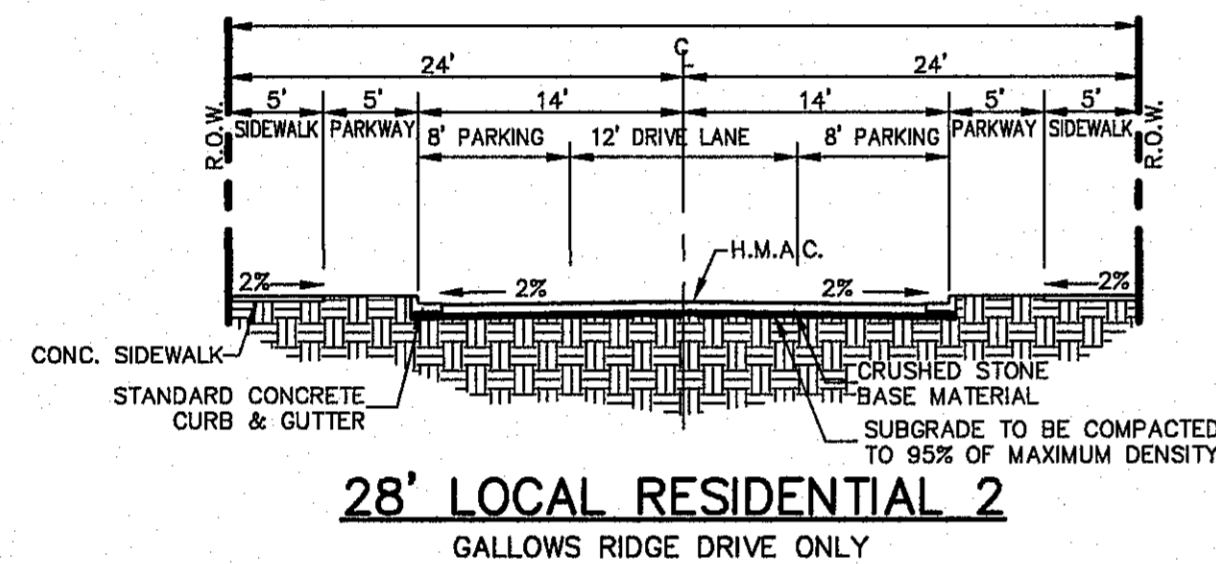 C
L
24' 24'
5' 5' 14' 14' 5' 5'
SIDEWALK PARKWAY 8' PARKING 12' DRIVE LANE 8' PARKING PARKWAY SIDEWALK
R.O.W. R.O.W.
H.M.A.C.
2% 2% 2% 2%
CONC. SIDEWALK
STANDARD CONCRETE
CURB & GUTTER
CRUSHED STONE
BASE MATERIAL
SUBGRADE TO BE COMPACTED
TO 95% OF MAXIMUM DENSITY
28' LOCAL RESIDENTIAL 2
GALLOWS RIDGE DRIVE ONLY